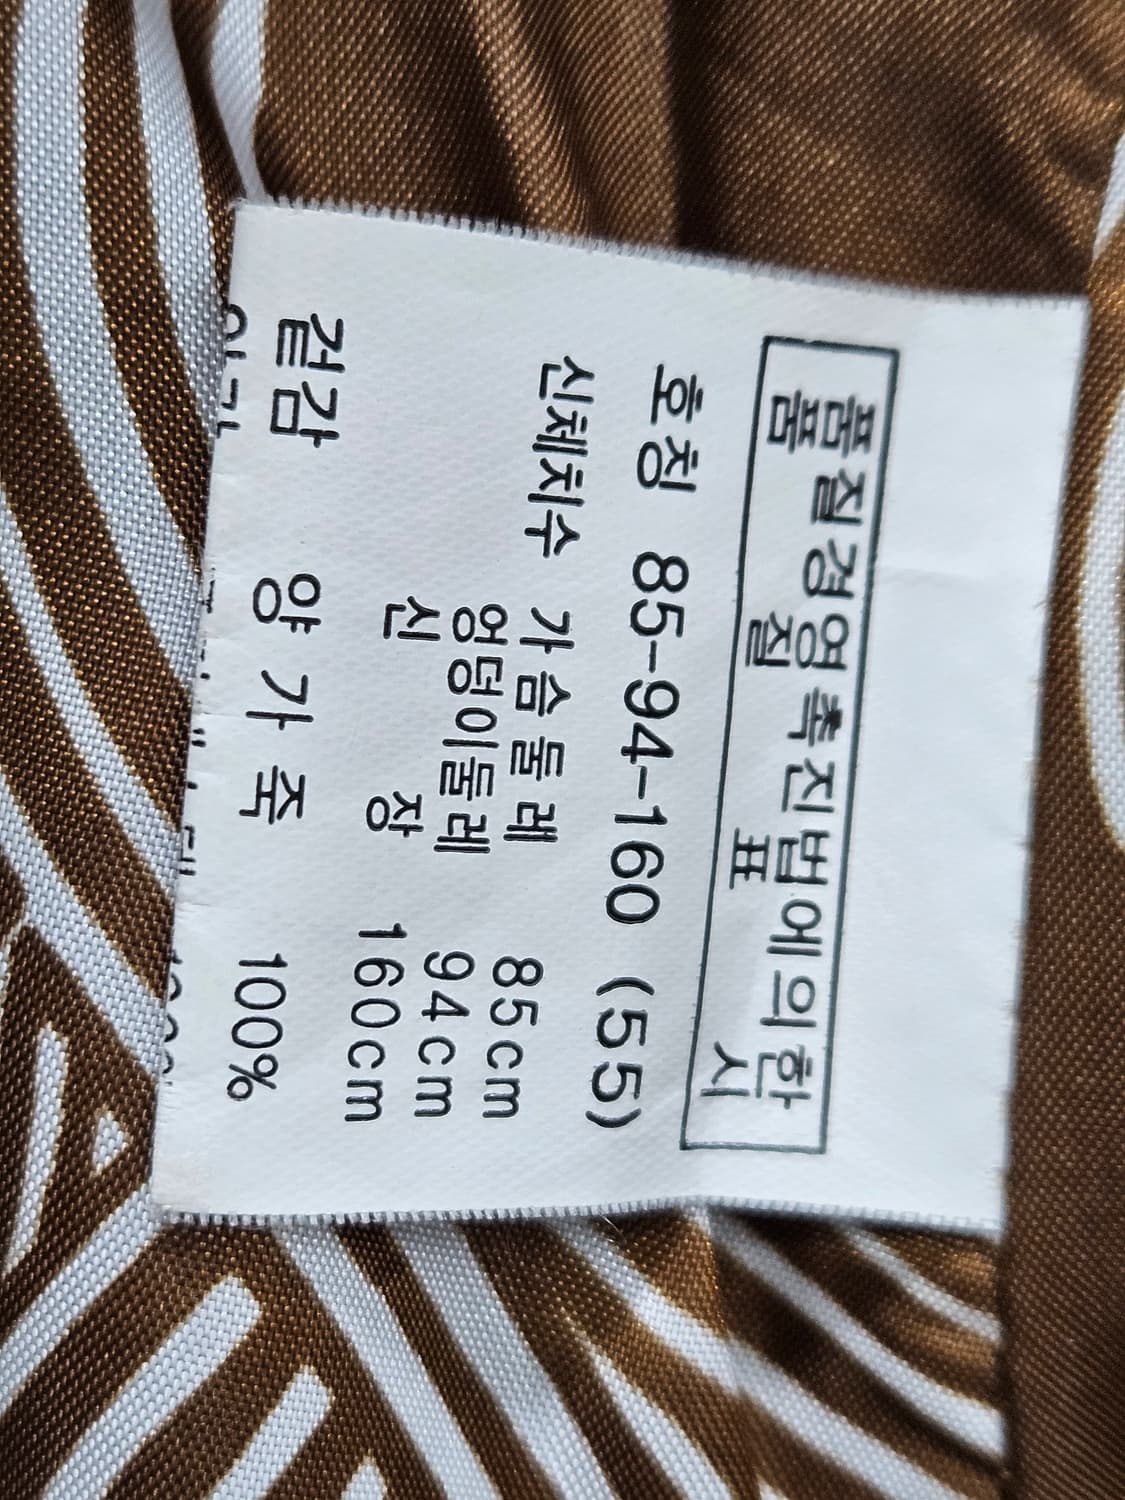 품질경영촉진법에의한
품 질 표 시
호칭 85-94-160 (55)
신체치수 가슴둘레 85cm
엉덩이둘레 94cm
신 장 160cm
겉감 양가죽 100%